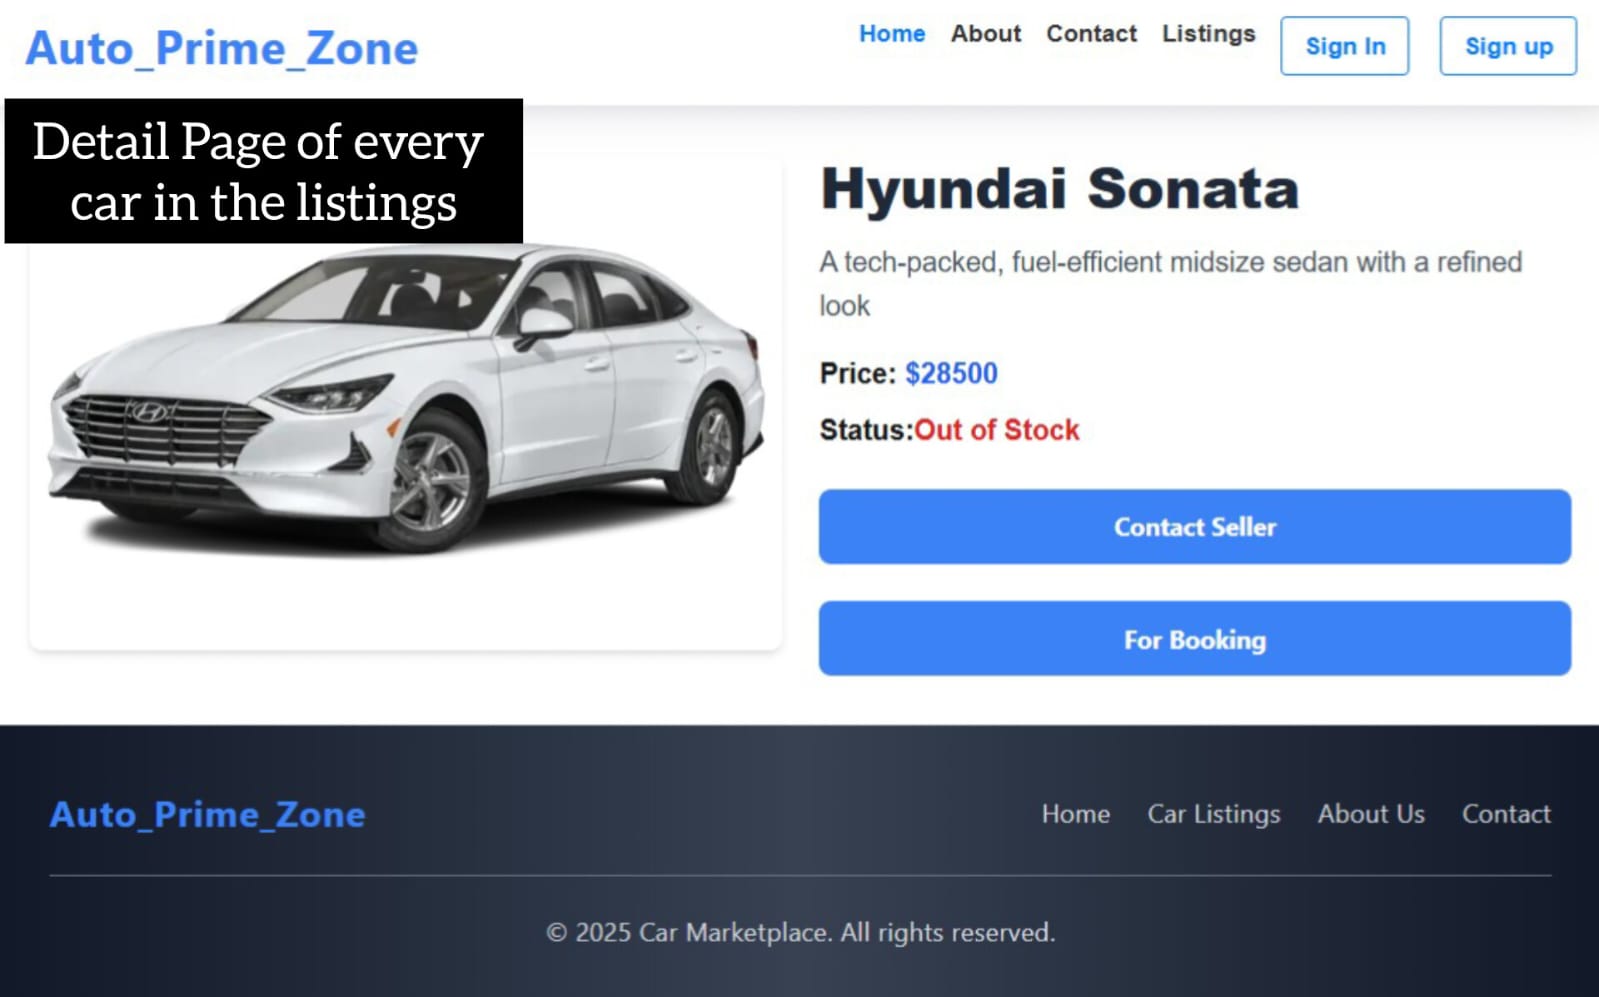 Auto_Prime_Zone
Home About Contact Listings Sign In Sign up
Detail Page of every
car in the listings
Hyundai Sonata
A tech-packed, fuel-efficient midsize sedan with a refined
look
Price: $28500
Status:Out of Stock
Contact Seller
For Booking
Auto_Prime_Zone
Home Car Listings About Us Contact
© 2025 Car Marketplace. All rights reserved.